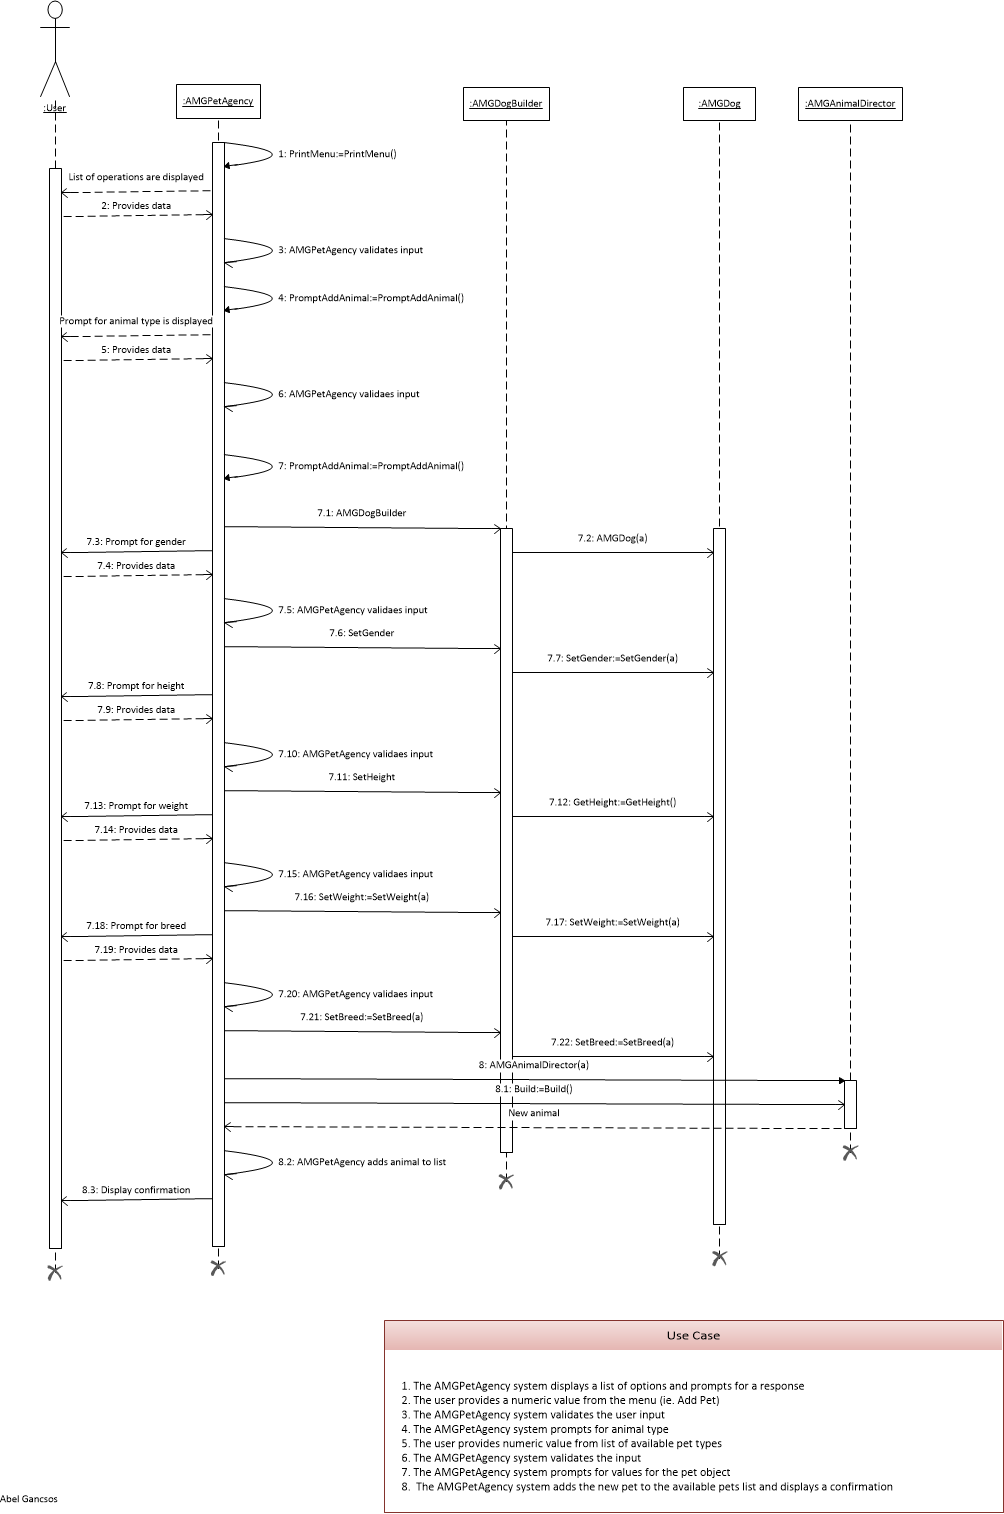 :User
:AMGPetAgency
:AMGDogBuilder
:AMGDog
:AMGAnimalDirector
1: PrintMenu:=PrintMenu()
List of operations are displayed
2: Provides data
3: AMGPetAgency validates input
4: PromptAddAnimal:=PromptAddAnimal()
Prompt for animal type is displayed
5: Provides data
6: AMGPetAgency validaes input
7: PromptAddAnimal:=PromptAddAnimal()
7.1: AMGDogBuilder
7.2: AMGDog(a)
7.3: Prompt for gender
7.4: Provides data
7.5: AMGPetAgency validaes input
7.6: SetGender
7.7: SetGender:=SetGender(a)
7.8: Prompt for height
7.9: Provides data
7.10: AMGPetAgency validaes input
7.11: SetHeight
7.12: GetHeight:=GetHeight()
7.13: Prompt for weight
7.14: Provides data
7.15: AMGPetAgency validaes input
7.16: SetWeight:=SetWeight(a)
7.17: SetWeight:=SetWeight(a)
7.18: Prompt for breed
7.19: Provides data
7.20: AMGPetAgency validaes input
7.21: SetBreed:=SetBreed(a)
7.22: SetBreed:=SetBreed(a)
8: AMGAnimalDirector(a)
8.1: Build:=Build()
New animal
8.2: AMGPetAgency adds animal to list
8.3: Display confirmation
Use Case
1. The AMGPetAgency system displays a list of options and prompts for a response
2. The user provides a numeric value from the menu (ie. Add Pet)
3. The AMGPetAgency system validates the user input
4. The AMGPetAgency system prompts for animal type
5. The user provides numeric value from list of available pet types
6. The AMGPetAgency system validates the input
7. The AMGPetAgency system prompts for values for the pet object
8. The AMGPetAgency system adds the new pet to the available pets list and displays a confirmation
Abel Gancsos